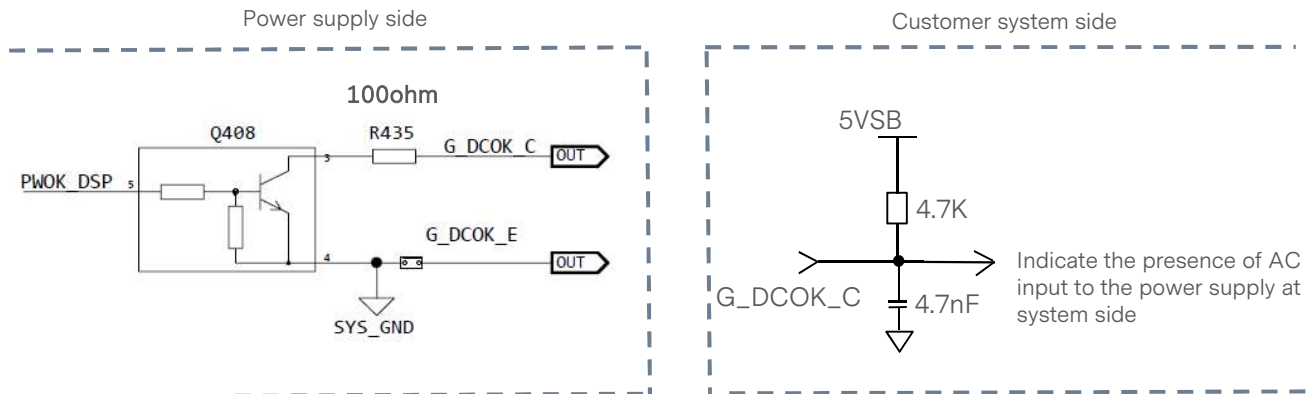 Power supply side
Customer system side
100ohm
Q408
R435
G_DCOK_C
OUT
3
PWOK_DSP
5
G_DCOK_E
4
OUT
SYS_GND
5VSB
4.7K
G_DCOK_C
4.7nF
Indicate the presence of AC
input to the power supply at
system side